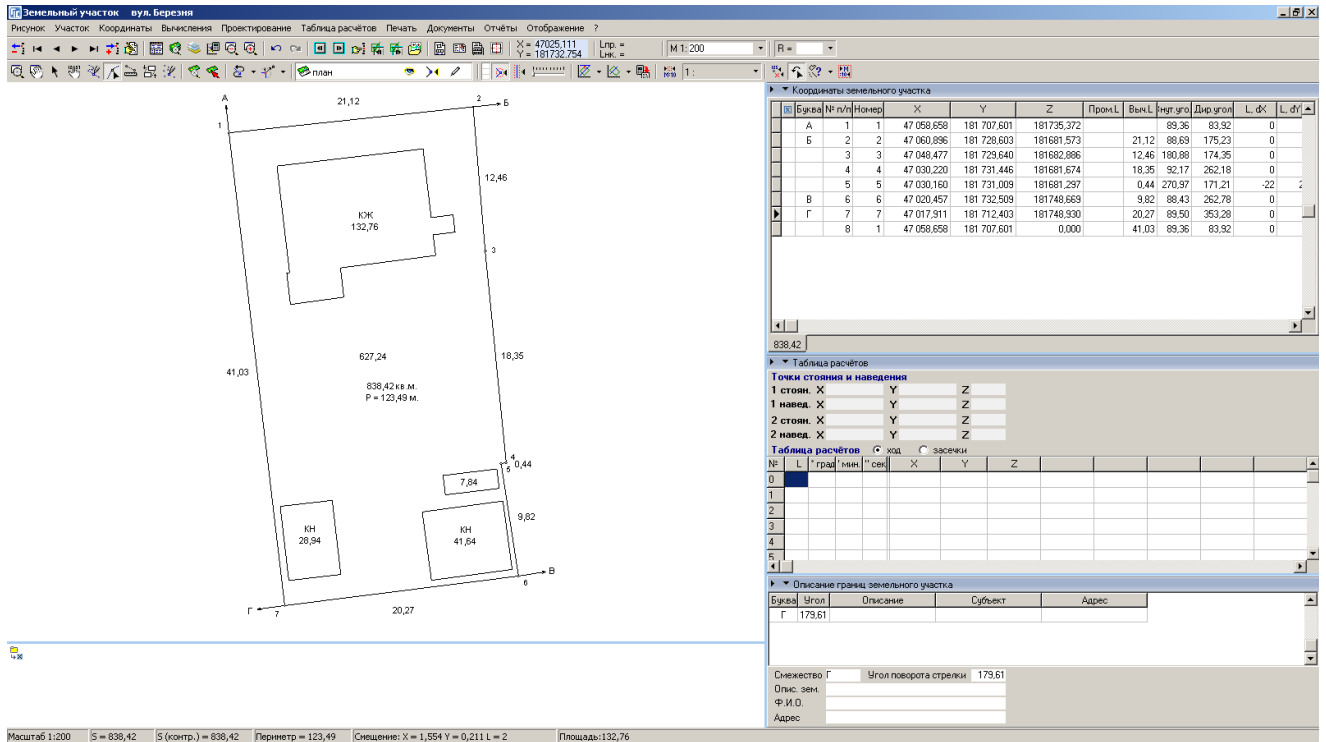 Земельный участок    вул. Березня
Рисунок  Участок  Координаты  Вычисления  Проектирование  Таблица расчётов  Печать  Документы  Отчёты  Отображение  ?
X = 47025,111  Lпр. =
Y = 181732,754  Lнк. =
М 1: 200  R =
план  1 :
А
21,12
2  Б
1
12,46
КЖ
132,76
3
627,24
18,35
41,03
838,42 кв.м.
P = 123,49 м.
4
0,44
5
7,84
9,82
КН
28,94
КН
41,64
В
6
Г
7
20,27
Координаты земельного участка
Буква  № п/п  Номер  X  Y  Z  Пром.L  Выч.L  Внут.угол  Дир.угол  L, dX  L, dY
А  1  1  47 058,658  181 707,601  181735,372  89,36  83,92  0
Б  2  2  47 060,896  181 728,603  181681,573  21,12  88,69  175,23  0
3  3  47 048,477  181 729,640  181682,886  12,46  180,88  174,35  0
4  4  47 030,220  181 731,446  181681,674  18,35  92,17  262,18  0
5  5  47 030,160  181 731,009  181681,297  0,44  270,97  171,21  -22  2
В  6  6  47 020,457  181 732,509  181748,669  9,82  88,43  262,78  0
Г  7  7  47 017,911  181 712,403  181748,930  20,27  89,50  353,28  0
8  1  47 058,658  181 707,601  0,000  41,03  89,36  83,92  0
838,42
Таблица расчётов
Точки стояния и наведения
1 стоян.  X  Y  Z
1 навед.  X  Y  Z
2 стоян.  X  Y  Z
2 навед.  X  Y  Z
Таблица расчётов  ход  засечки
№  L  ° град  ' мин.  '' сек  X  Y  Z
0
1
2
3
4
5
Описание границ земельного участка
Буква  Угол  Описание  Субъект  Адрес
Г  179,61
Смежество  Г  Угол поворота стрелки  179,61
Опис. зем.
Ф.И.О.
Адрес
Масштаб 1:200  S = 838,42  S (контр.) = 838,42  Периметр = 123,49  Смещение: X = 1,554 Y = 0,211 L = 2  Площадь:132,76